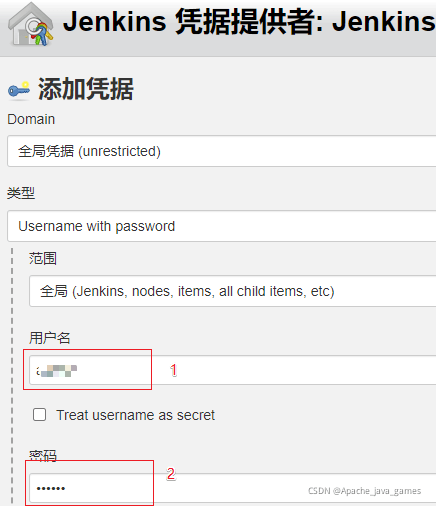 Jenkins 凭据提供者: Jenkins
添加凭据
Domain
全局凭据 (unrestricted)
类型
Username with password
范围
全局 (Jenkins, nodes, items, all child items, etc)
用户名
1
Treat username as secret
密码
2
••••••
CSDN @Apache_java_games